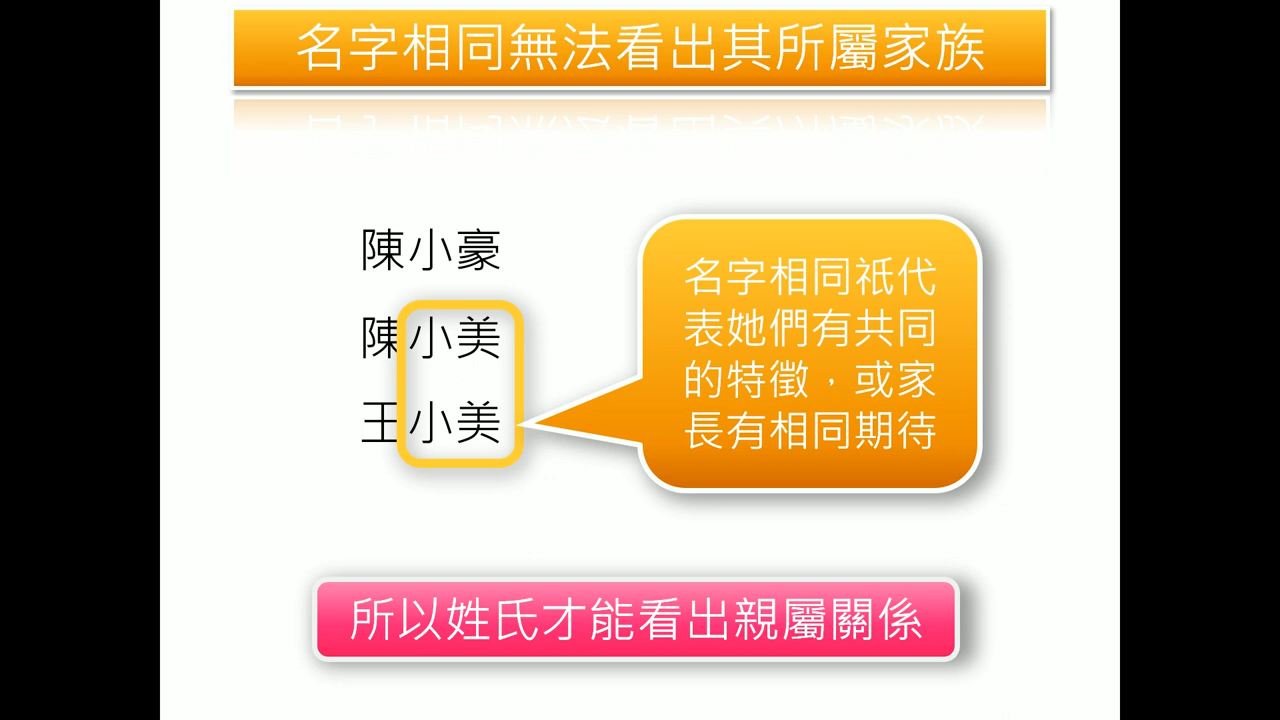 名字相同無法看出其所屬家族
陳小豪
陳小美
王小美
名字相同祇代
表她們有共同
的特徵，或家
長有相同期待
所以姓氏才能看出親屬關係